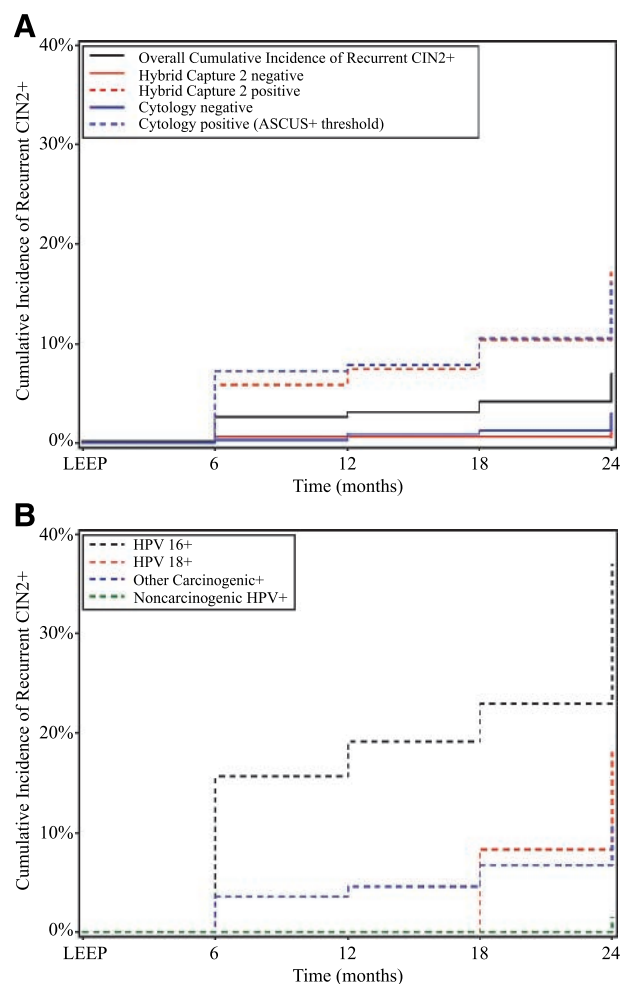 A
40%
30%
20%
10%
0%
Cumulative Incidence of Recurrent CIN2+
Overall Cumulative Incidence of Recurrent CIN2+
Hybrid Capture 2 negative
Hybrid Capture 2 positive
Cytology negative
Cytology positive (ASCUS+ threshold)
LEEP 6 12 18 24
Time (months)
B
40%
30%
20%
10%
0%
Cumulative Incidence of Recurrent CIN2+
HPV 16+
HPV 18+
Other Carcinogenic+
Noncarcinogenic HPV+
LEEP 6 12 18 24
Time (months)